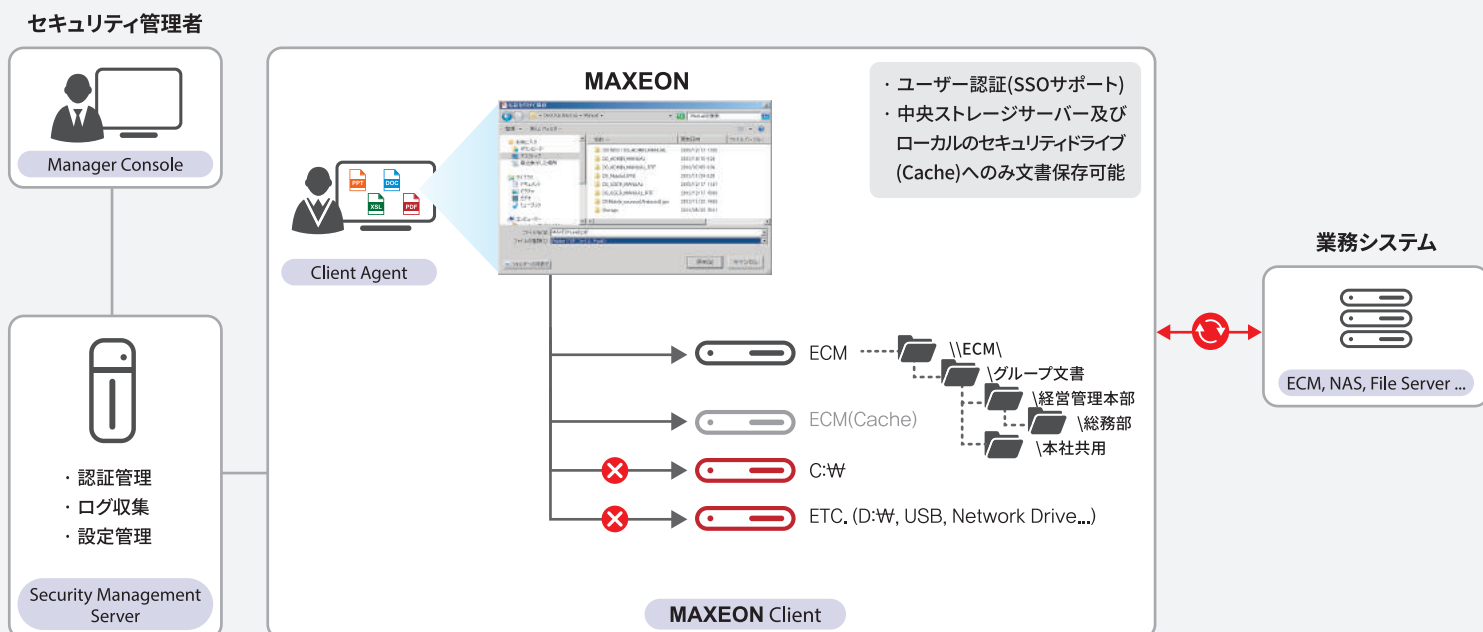 セキュリティ管理者
Manager Console
・認証管理
・ログ収集
・設定管理
Security Management
Server
MAXEON
PPT
DOC
XSL
PDF
Client Agent
・ユーザー認証(SSOサポート)
・中央ストレージサーバー及び
ローカルのセキュリティドライブ
(Cache)へのみ文書保存可能
ECM
\\ECM\
\グループ文書
\経営管理本部
\総務部
\本社共用
ECM(Cache)
C:₩
ETC. (D:₩, USB, Network Drive...)
MAXEON Client
業務システム
ECM, NAS, File Server ...